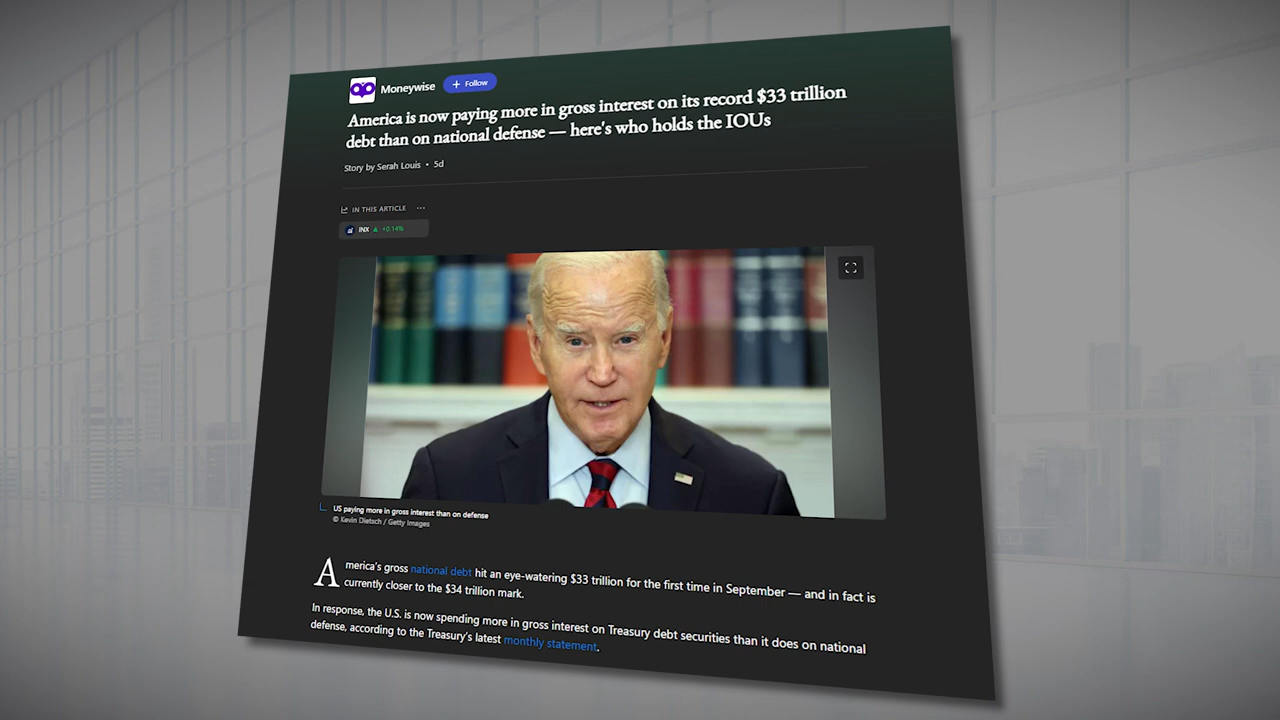 Moneywise
+ Follow
America is now paying more in gross interest on its record $33 trillion
debt than on national defense — here's who holds the IOUs
Story by Serah Louis • 5d
IN THIS ARTICLE ...
INX ▲ +0.14%
US paying more in gross interest than on defense
© Kevin Dietsch / Getty Images
America's gross national debt hit an eye-watering $33 trillion for the first time in September — and in fact is
currently closer to the $34 trillion mark.
In response, the U.S. is now spending more in gross interest on Treasury debt securities than it does on national
defense, according to the Treasury's latest monthly statement.